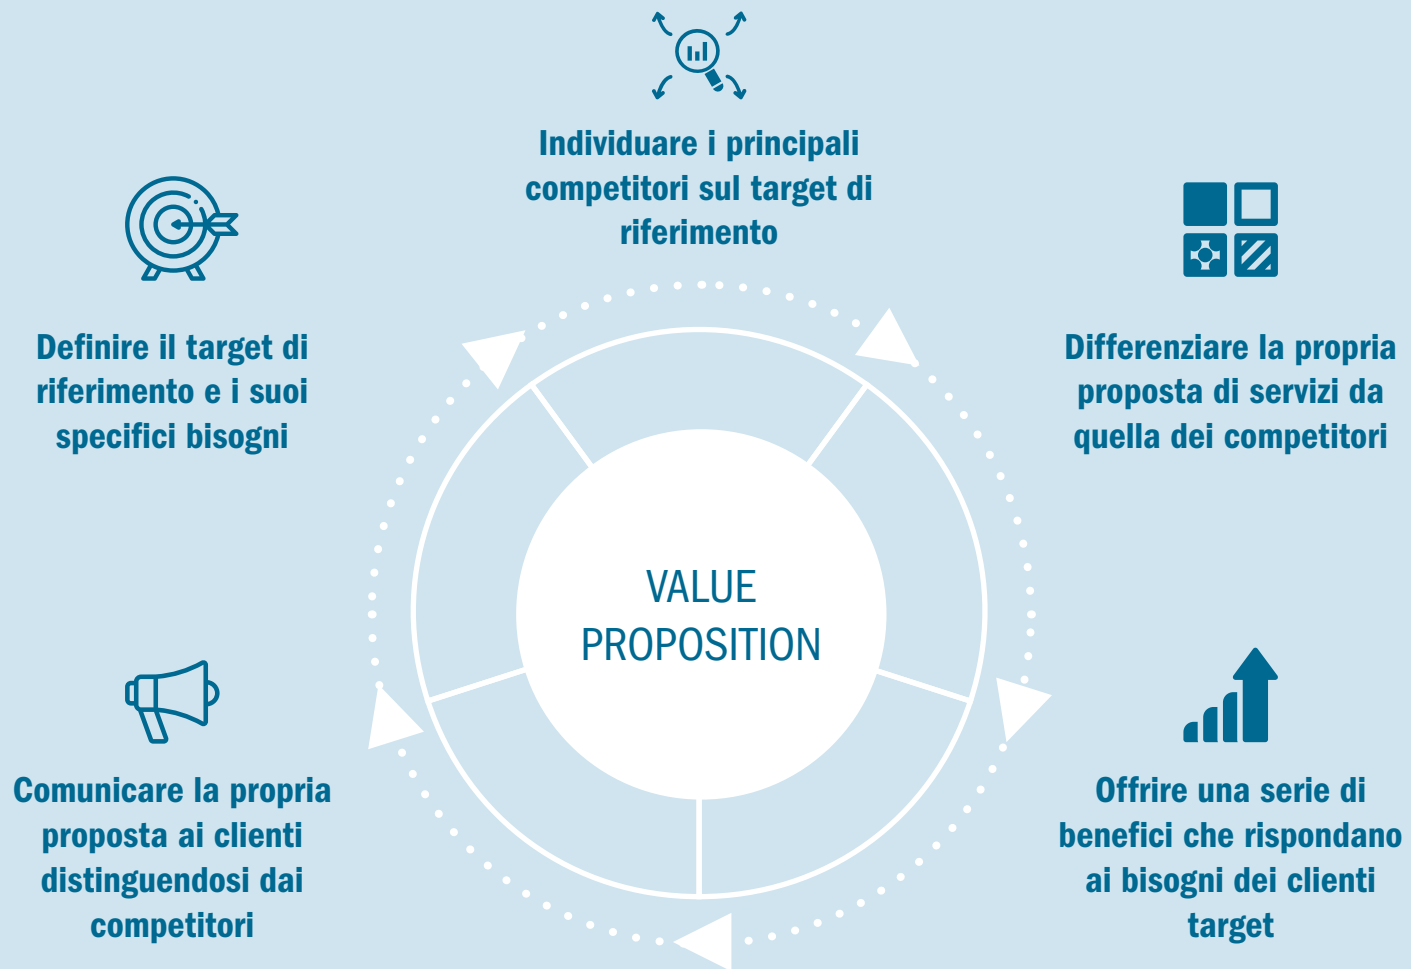 Individuare i principali
competitori sul target di
riferimento
Definire il target di
riferimento e i suoi
specifici bisogni
Differenziare la propria
proposta di servizi da
quella dei competitori
VALUE
PROPOSITION
Comunicare la propria
proposta ai clienti
distinguendosi dai
competitori
Offrire una serie di
benefici che rispondano
ai bisogni dei clienti
target